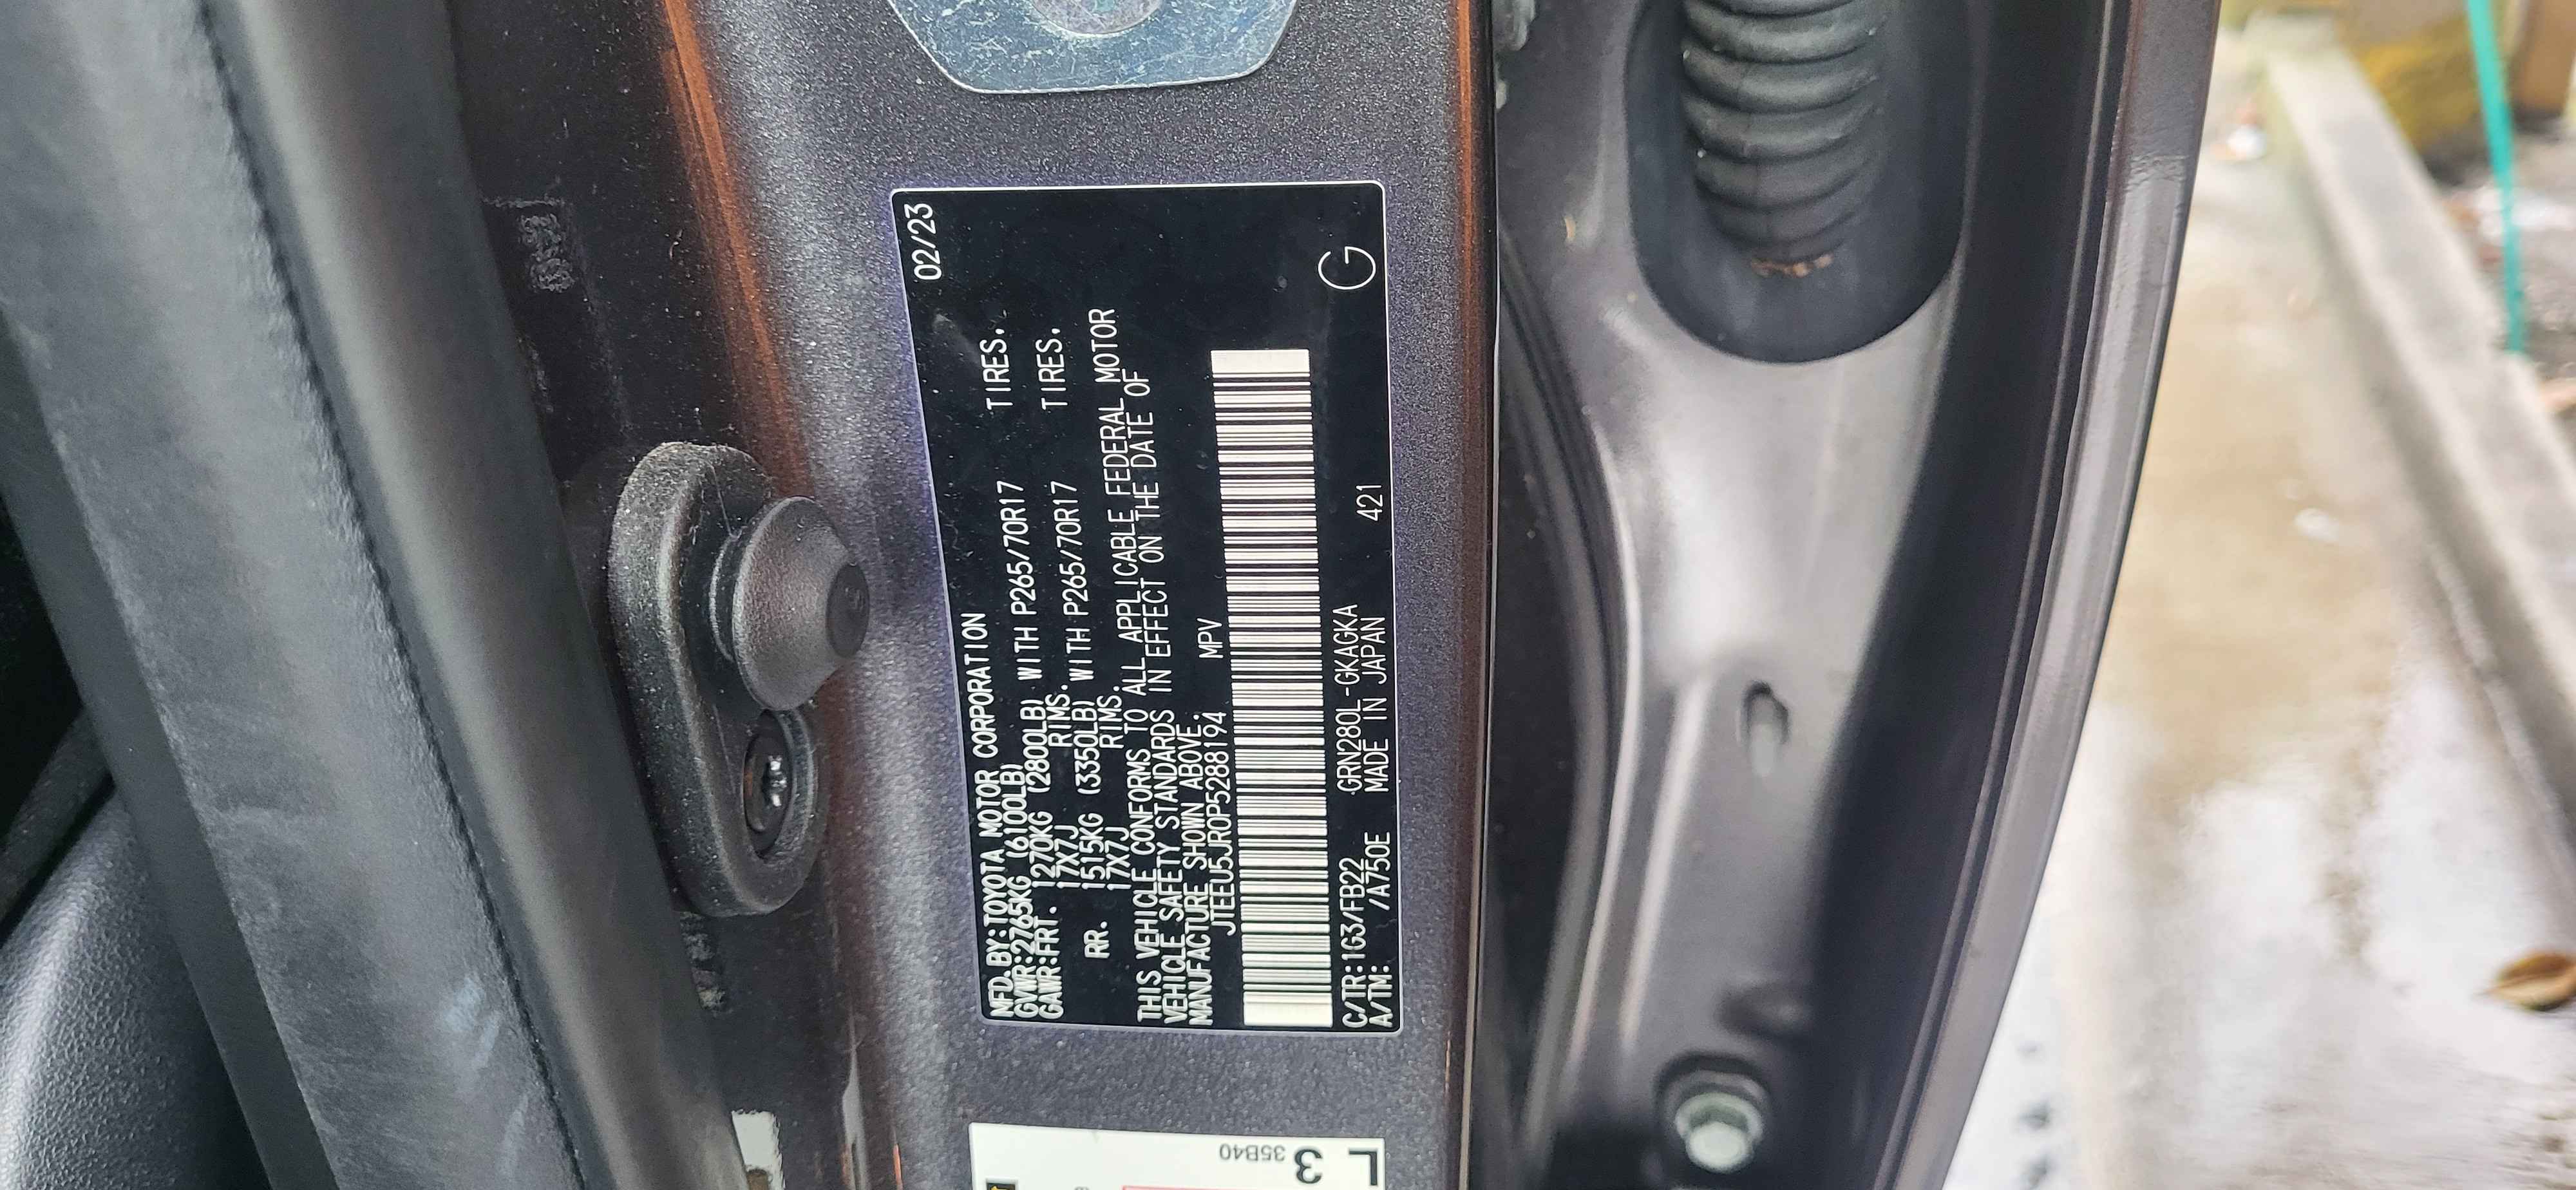 02/23
MFD.BY:TOYOTA MOTOR CORPORATION
GVWR:2765KG (6100LB)
GAWR:FRT. 1270KG (2800LB) WITH P265/70R17 TIRES.
17X7J RIMS.
RR. 1515KG (3350LB) WITH P265/70R17 TIRES.
17X7J RIMS.
THIS VEHICLE CONFORMS TO ALL APPLICABLE FEDERAL MOTOR
VEHICLE SAFETY STANDARDS IN EFFECT ON THE DATE OF
MANUFACTURE SHOWN ABOVE.
JTEEU5JR0P5288194 MPV
C/TR:1G3/FB22 GRN280L-GKAGKA G
A/TM: /A750E MADE IN JAPAN 421
L
3
35B40